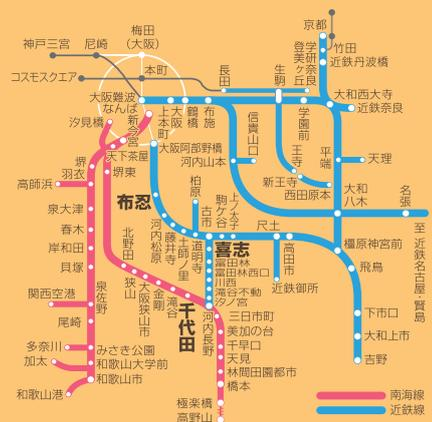 京都
竹田
近鉄丹波橋
神戸三宮
尼崎
梅田
(大阪)
コスモスクエア
本町
長田
生駒
登美ヶ丘
学研奈良
大和西大寺
近鉄奈良
大阪難波
なんば
汐見橋
新今宮
上本町
大阪
鶴橋
布施
学園前
信貴山口
河内山本
王寺
新王寺
西田原本
平端
天理
大和八木
名張
至 近鉄名古屋・賢島
天下茶屋
大阪阿部野橋
堺
堺東
羽衣
高師浜
泉大津
春木
岸和田
貝塚
泉佐野
関西空港
尾崎
多奈川
みさき公園
加太
和歌山大学前
和歌山市
和歌山港
布忍
河内松原
藤井寺
土師ノ里
道明寺
柏原
古市
駒ヶ谷
上ノ太子
尺土
高田市
近鉄御所
橿原神宮前
飛鳥
下市口
大和上市
吉野
喜志
富田林
富田林西口
川西
滝谷不動
汐ノ宮
河内長野
北野田
狭山
大阪狭山市
金剛
滝谷
千代田
三日市町
美加の台
千早口
天見
林間田園都市
橋本
極楽橋
高野山
南海線
近鉄線